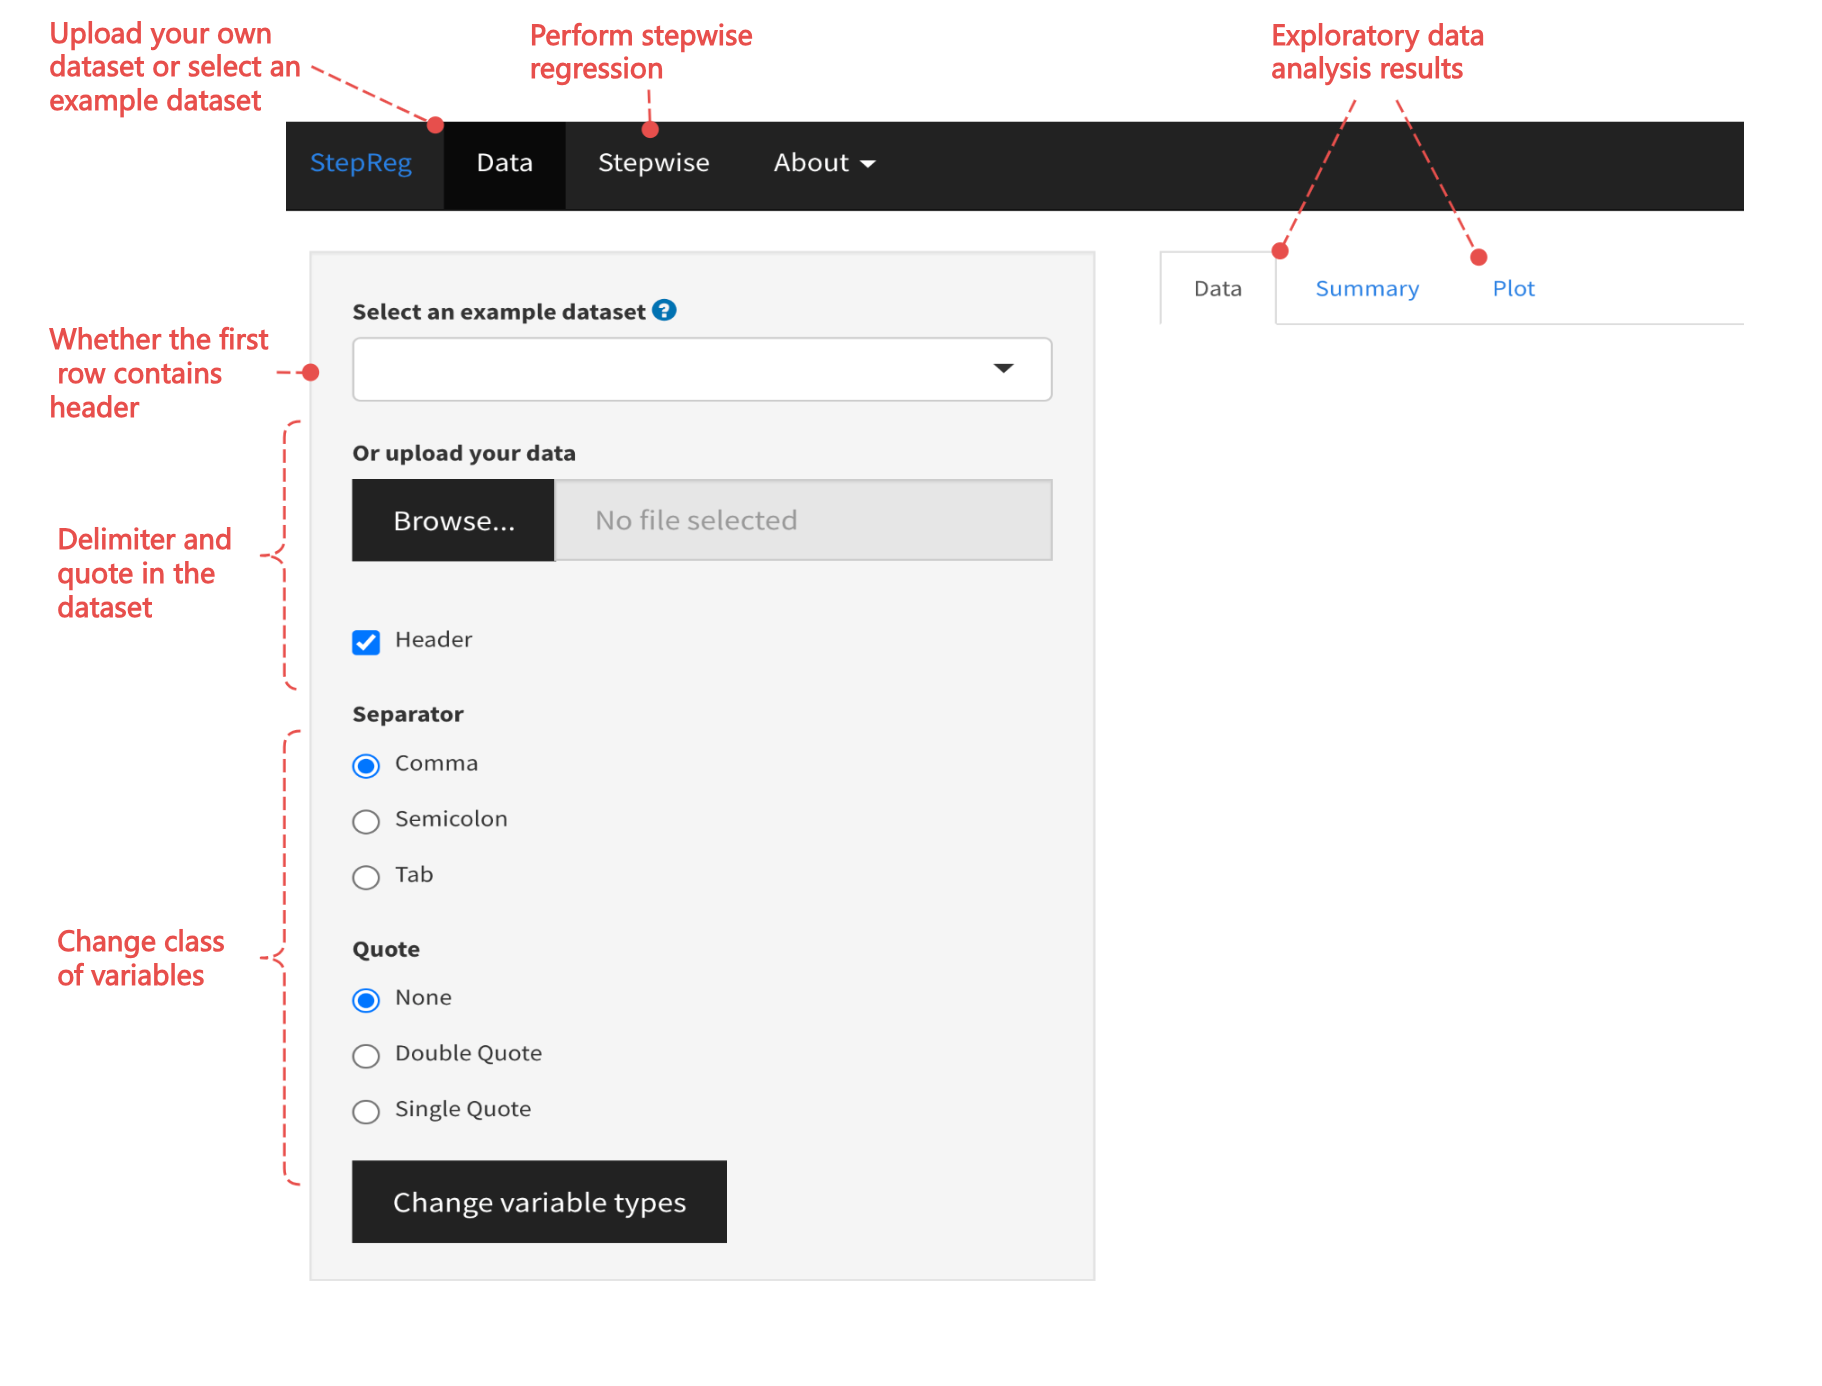 Upload your own
dataset or select an
example dataset
Perform stepwise
regression
Exploratory data
analysis results
StepReg
Data
Stepwise
About
Data
Summary
Plot
Select an example dataset ?
Whether the first
row contains
header
Or upload your data
Browse...
No file selected
Delimiter and
quote in the
dataset
Header
Separator
Comma
Semicolon
Tab
Change class
of variables
Quote
None
Double Quote
Single Quote
Change variable types